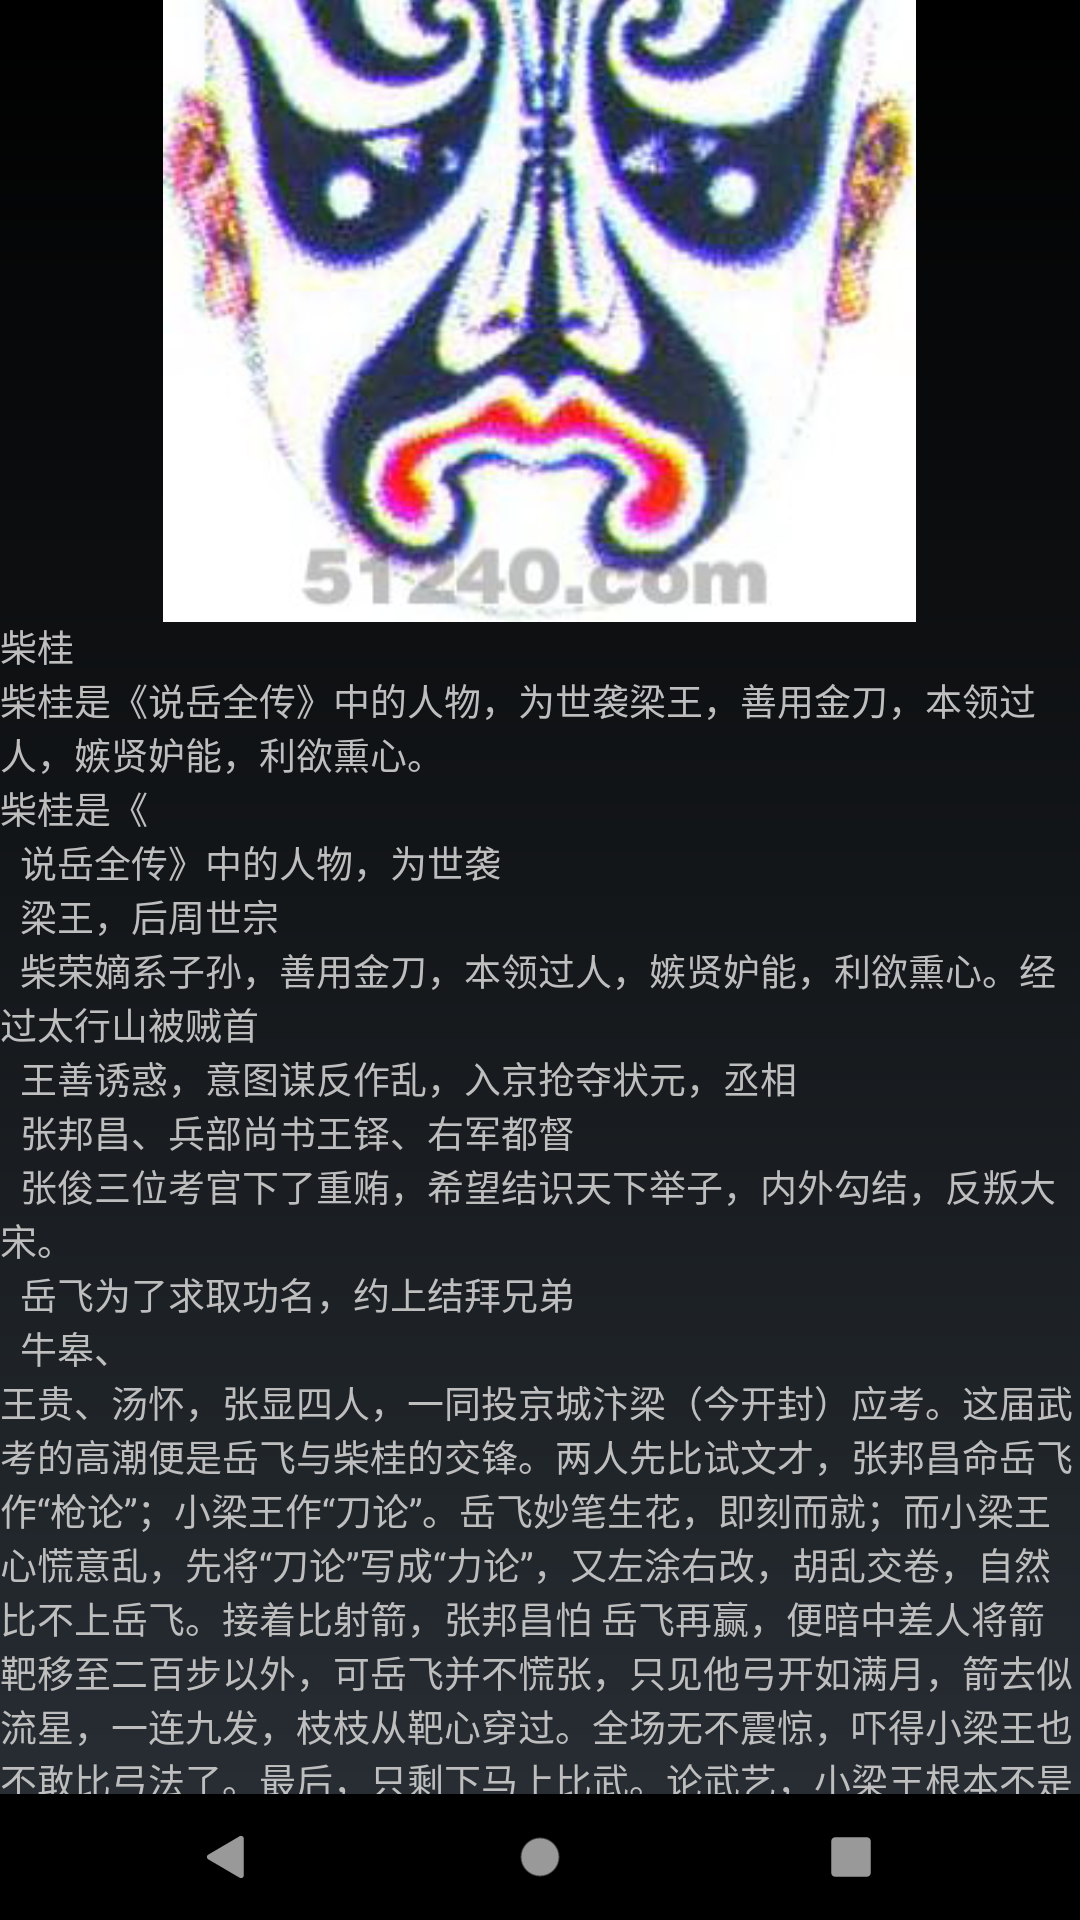 51240.com
柴桂
柴桂是《说岳全传》中的人物，为世袭梁王，善用金刀，本领过
人，嫉贤妒能，利欲熏心。
柴桂是《
说岳全传》中的人物，为世袭
梁王，后周世宗
柴荣嫡系子孙，善用金刀，本领过人，嫉贤妒能，利欲熏心。经
过太行山被贼首
王善诱惑，意图谋反作乱，入京抢夺状元，丞相
张邦昌、兵部尚书王铎、右军都督
张俊三位考官下了重贿，希望结识天下举子，内外勾结，反叛大
宋。
岳飞为了求取功名，约上结拜兄弟
牛皋、
王贵、汤怀，张显四人，一同投京城汴梁（今开封）应考。这届武
考的高潮便是岳飞与柴桂的交锋。两人先比试文才，张邦昌命岳飞
作“枪论”；小梁王作“刀论”。岳飞妙笔生花，即刻而就；而小梁王
心慌意乱，先将“刀论”写成“力论”，又左涂右改，胡乱交卷，自然
比不上岳飞。接着比射箭，张邦昌怕 岳飞再赢，便暗中差人将箭
靶移至二百步以外，可岳飞并不慌张，只见他弓开如满月，箭去似
流星，一连九发，枝枝从靶心穿过。全场无不震惊，吓得小梁王也
不敢比弓法了。最后，只剩下马上比武。论武艺，小梁王根本不是